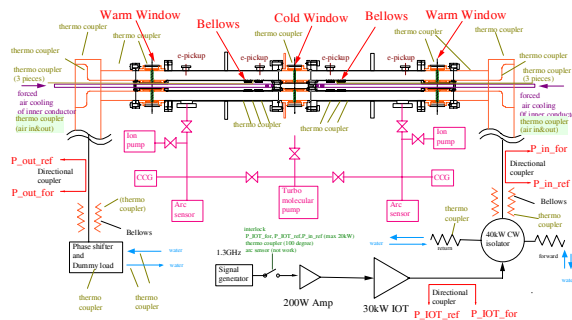 Warm Window
Cold Window
Warm Window
thermo coupler
thermo coupler
Bellows
thermo coupler
Bellows
thermo coupler
thermo coupler
e-pickup
e-pickup
e-pickup
e-pickup
thermo coupler
(3 pieces)
thermo coupler
(3 pieces)
forced
air cooling
of inner conductor
forced
air cooling
of inner conductor
thermo coupler
(air in&out)
thermo coupler
thermo coupler
thermo coupler
(air in&out)
Ion
pump
Ion
pump
P_out_ref
Directional
coupler
P_out_for
CCG
Arc
sensor
Turbo
molecular
pump
Arc
sensor
CCG
P_in_for
Directional
coupler
P_in_ref
Bellows
(thermo
coupler)
Bellows
thermo
coupler
thermo
coupler
water
Phase shifter
and
Dummy load
water
thermo
coupler
interlock
P_IOT_for, P_IOT_ref,P_in_ref (max 20kW)
thermo coupler (100 degree)
arc sensor (not work)
1.3GHz
Signal
generator
200W Amp
30kW IOT
40kW CW
isolator
return
forward
Directional
coupler
P_IOT_ref
P_IOT_for
thermo
coupler